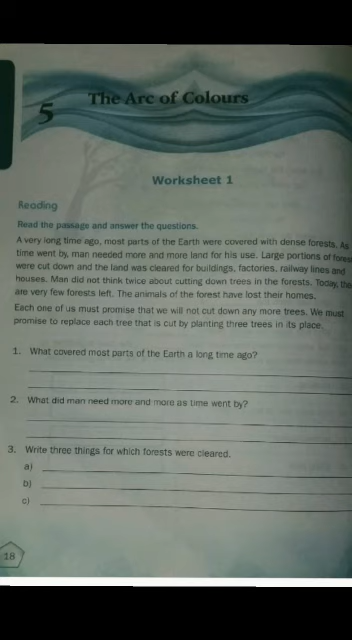 5
The Arc of Colours
Worksheet 1
Reading
Read the passage and answer the questions.
A very long time ago, most parts of the Earth were covered with dense forests. As
time went by, man needed more and more land for his use. Large portions of
were cut down and the land was cleared for buildings, factories, railway lines and
houses. Man did not think twice about cutting down trees in the forests. Today,
are very few forests left. The animals of the forest have lost their homes.
Each one of us must promise that we will not cut down any more trees. We must
promise to replace each tree that is cut by planting three trees in its place.
1. What covered most parts of the Earth a long time ago?
2. What did man need more and more as time went by?
3. Write three things for which forests were cleared.
a)
b)
c)
18